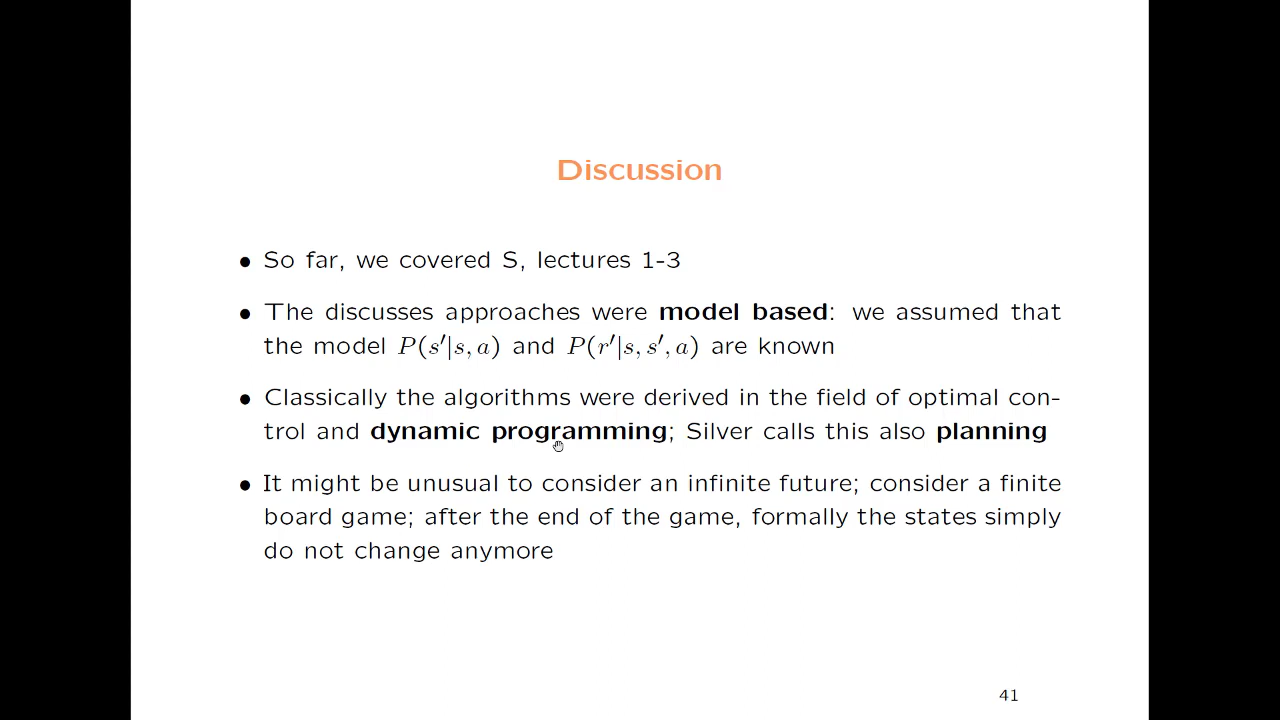 Discussion
• So far, we covered S, lectures 1-3
• The discusses approaches were model based: we assumed that
the model P(s′|s, a) and P(r′|s, s′, a) are known
• Classically the algorithms were derived in the field of optimal con-
trol and dynamic programming; Silver calls this also planning
• It might be unusual to consider an infinite future; consider a finite
board game; after the end of the game, formally the states simply
do not change anymore
41